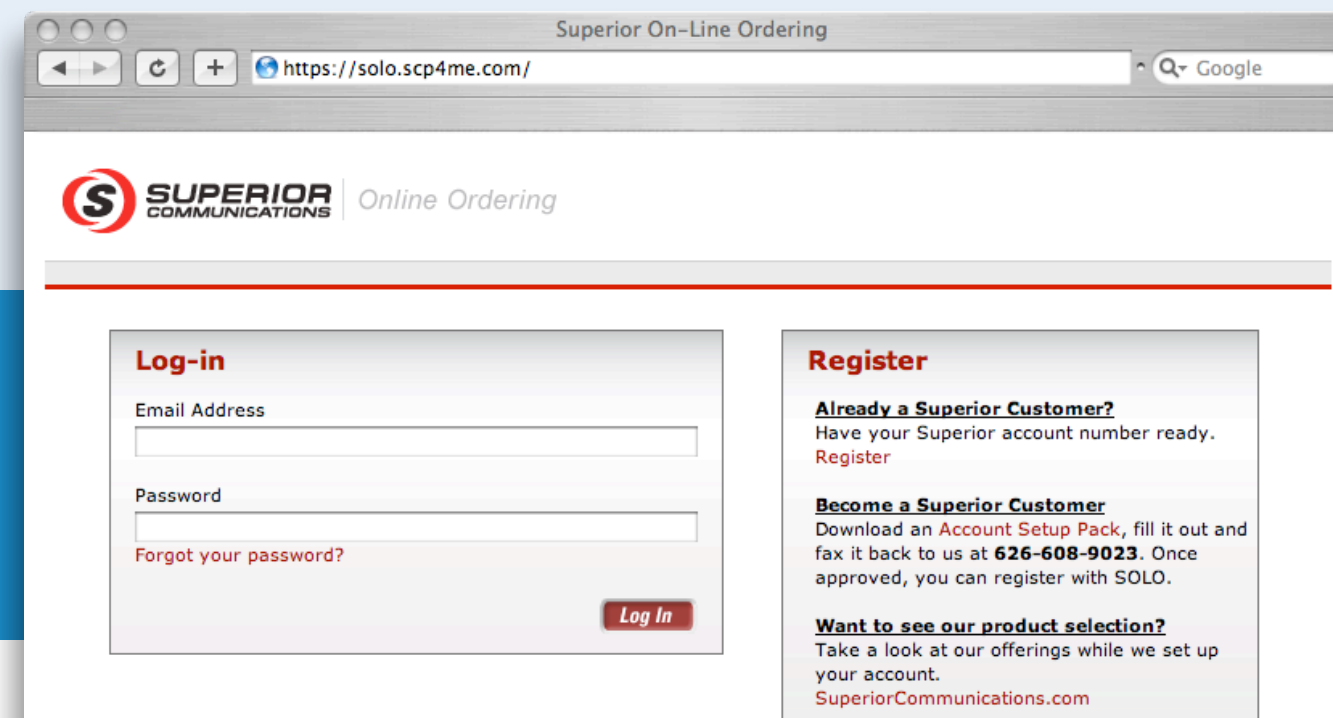 Superior On-Line Ordering
https://solo.scp4me.com/
Google
S SUPERIOR
COMMUNICATIONS
Online Ordering
Log-in
Email Address
Password
Forgot your password?
Log In
Register
Already a Superior Customer?
Have your Superior account number ready.
Register
Become a Superior Customer
Download an Account Setup Pack, fill it out and
fax it back to us at 626-608-9023. Once
approved, you can register with SOLO.
Want to see our product selection?
Take a look at our offerings while we set up
your account.
SuperiorCommunications.com